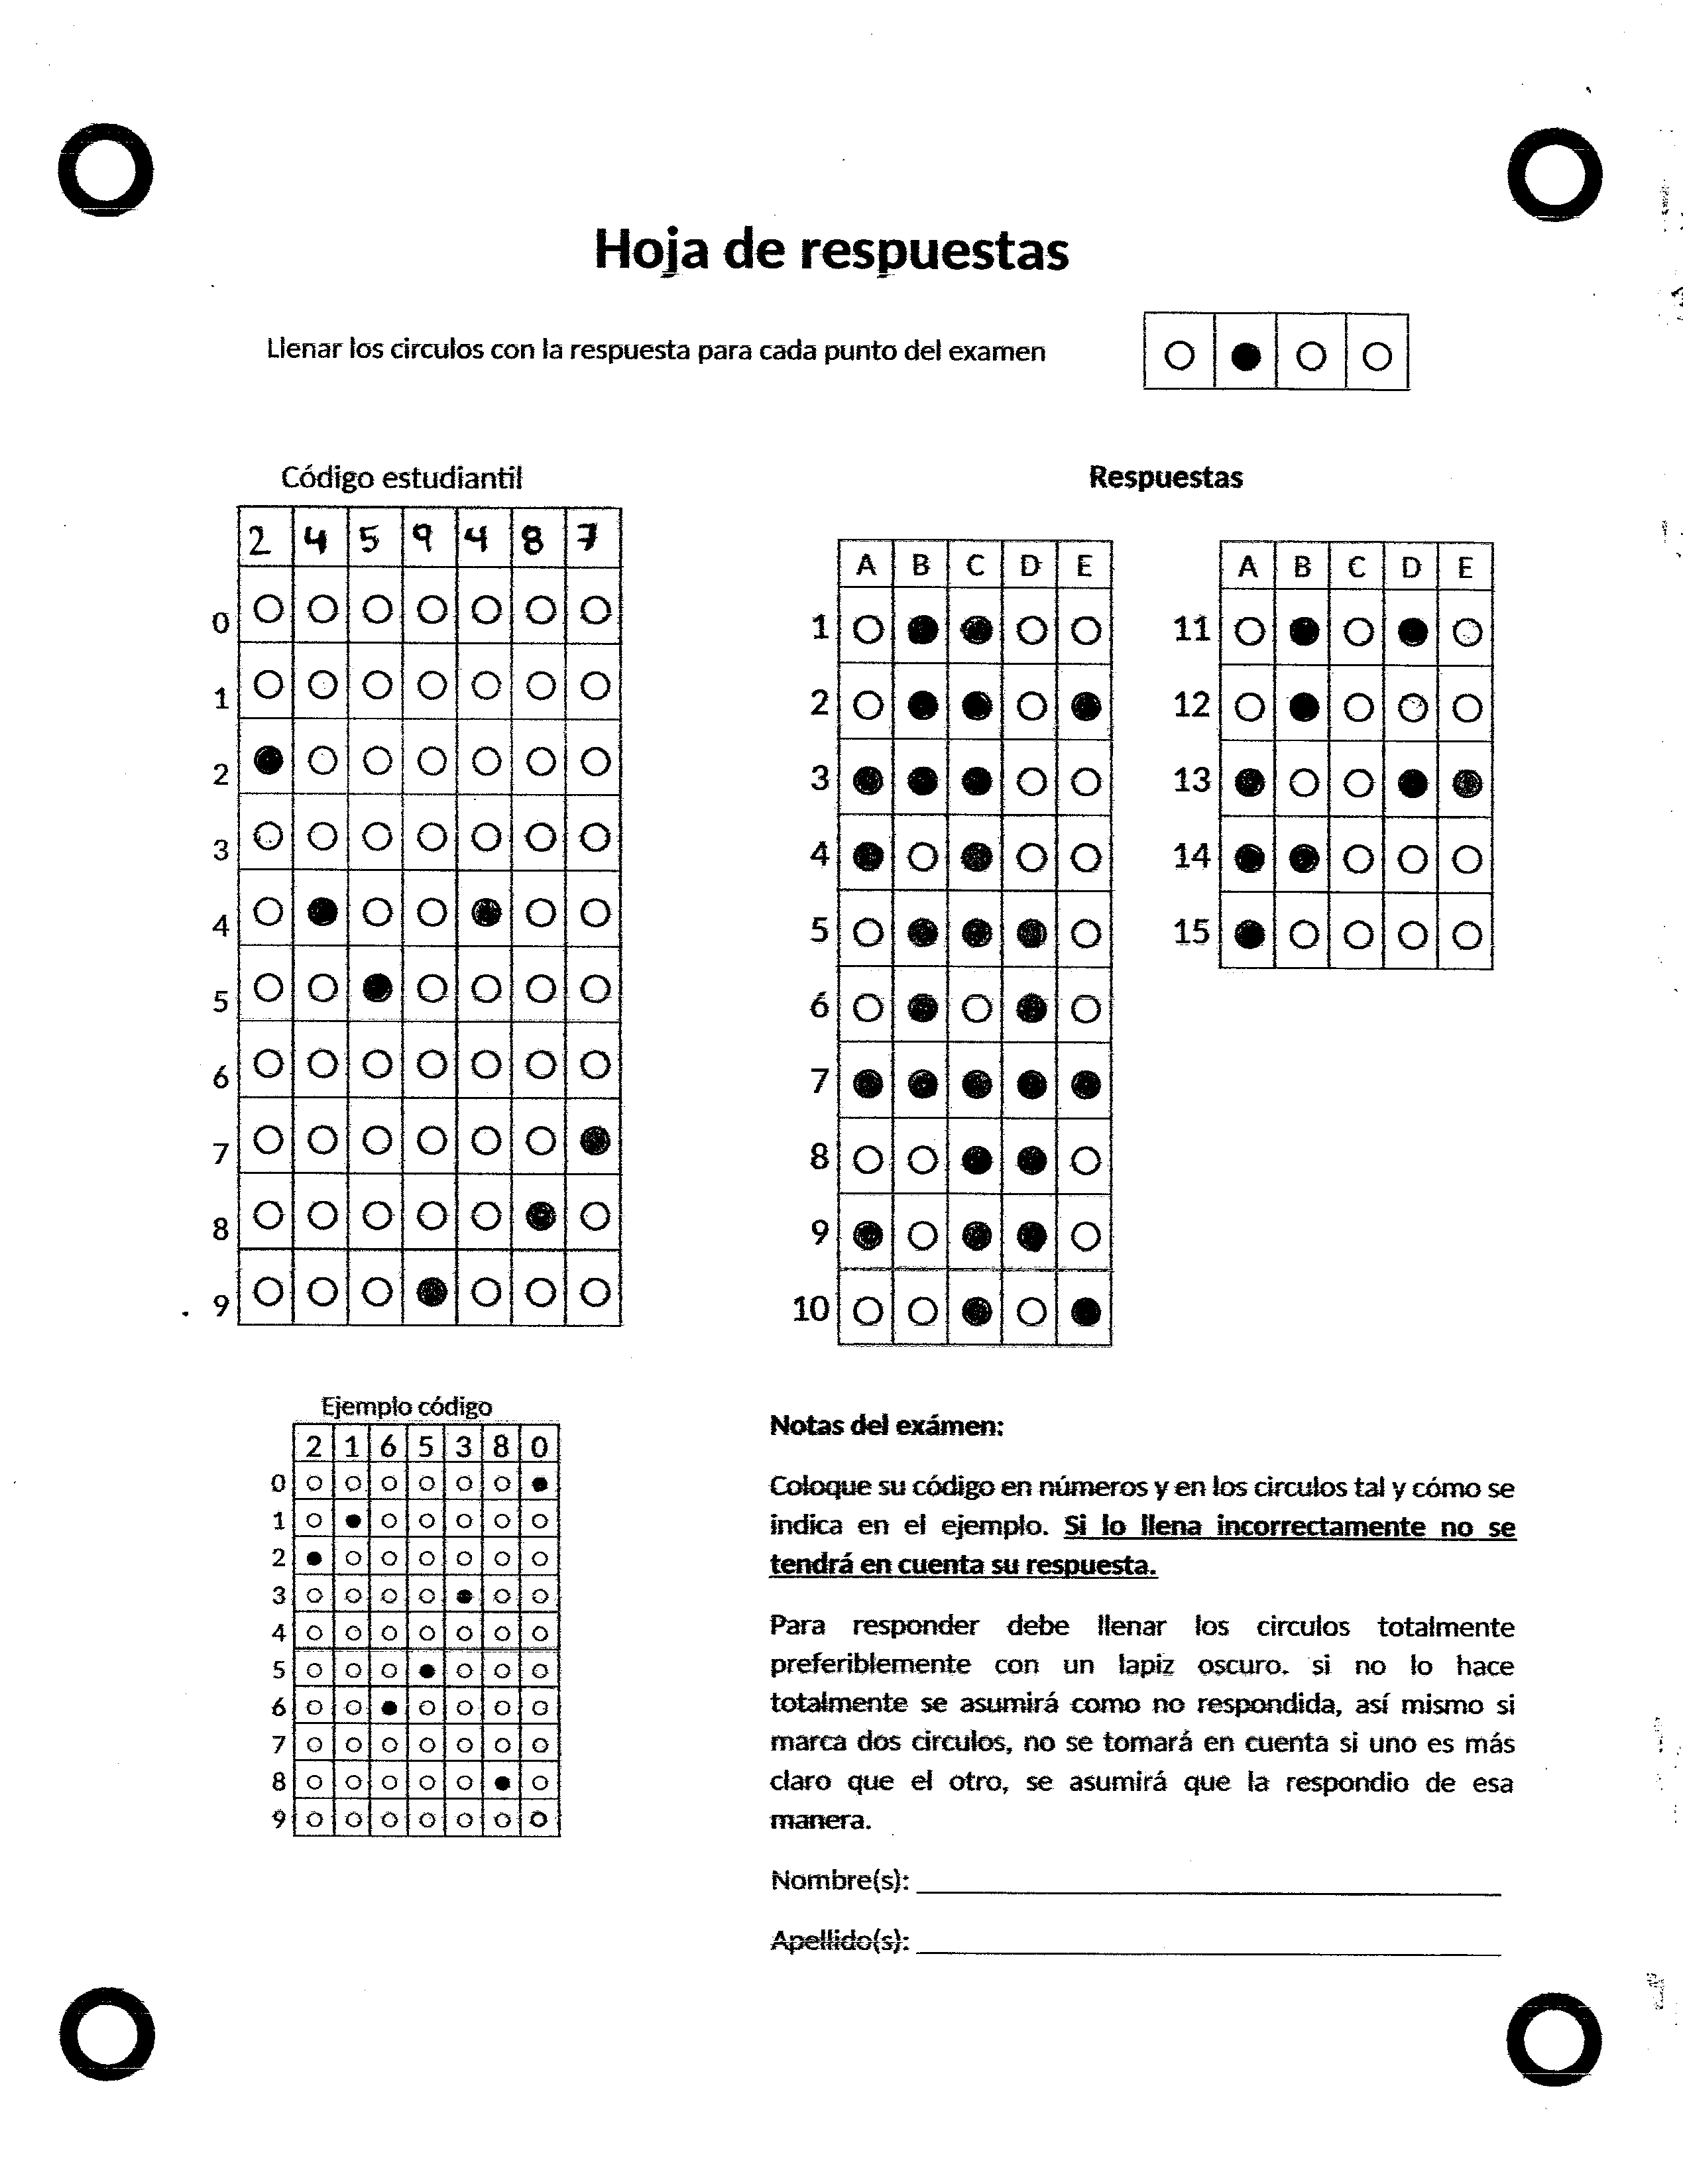 Hoja de respuestas
Llenar los circulos con la respuesta para cada punto del examen
Código estudiantil
2 4 5 9 4 8 7
0
1
2
3
4
5
6
7
8
9
Respuestas
A B C D E
1
2
3
4
5
6
7
8
9
10
A B C D E
11
12
13
14
15
Ejemplo código
2 1 6 5 3 8 0
0
1
2
3
4
5
6
7
8
9
Notas del exámen:
Coloque su código en números y en los circulos tal y cómo se
indica en el ejemplo. Si lo llena incorrectamente no se
tendrá en cuenta su respuesta.
Para responder debe llenar los circulos totalmente
preferiblemente con un lapiz oscuro. si no lo hace
totalmente se asumirá como no respondida, así mismo si
marca dos circulos, no se tomará en cuenta si uno es más
claro que el otro, se asumirá que la respondio de esa
manera.
Nombre(s):
Apellido(s):